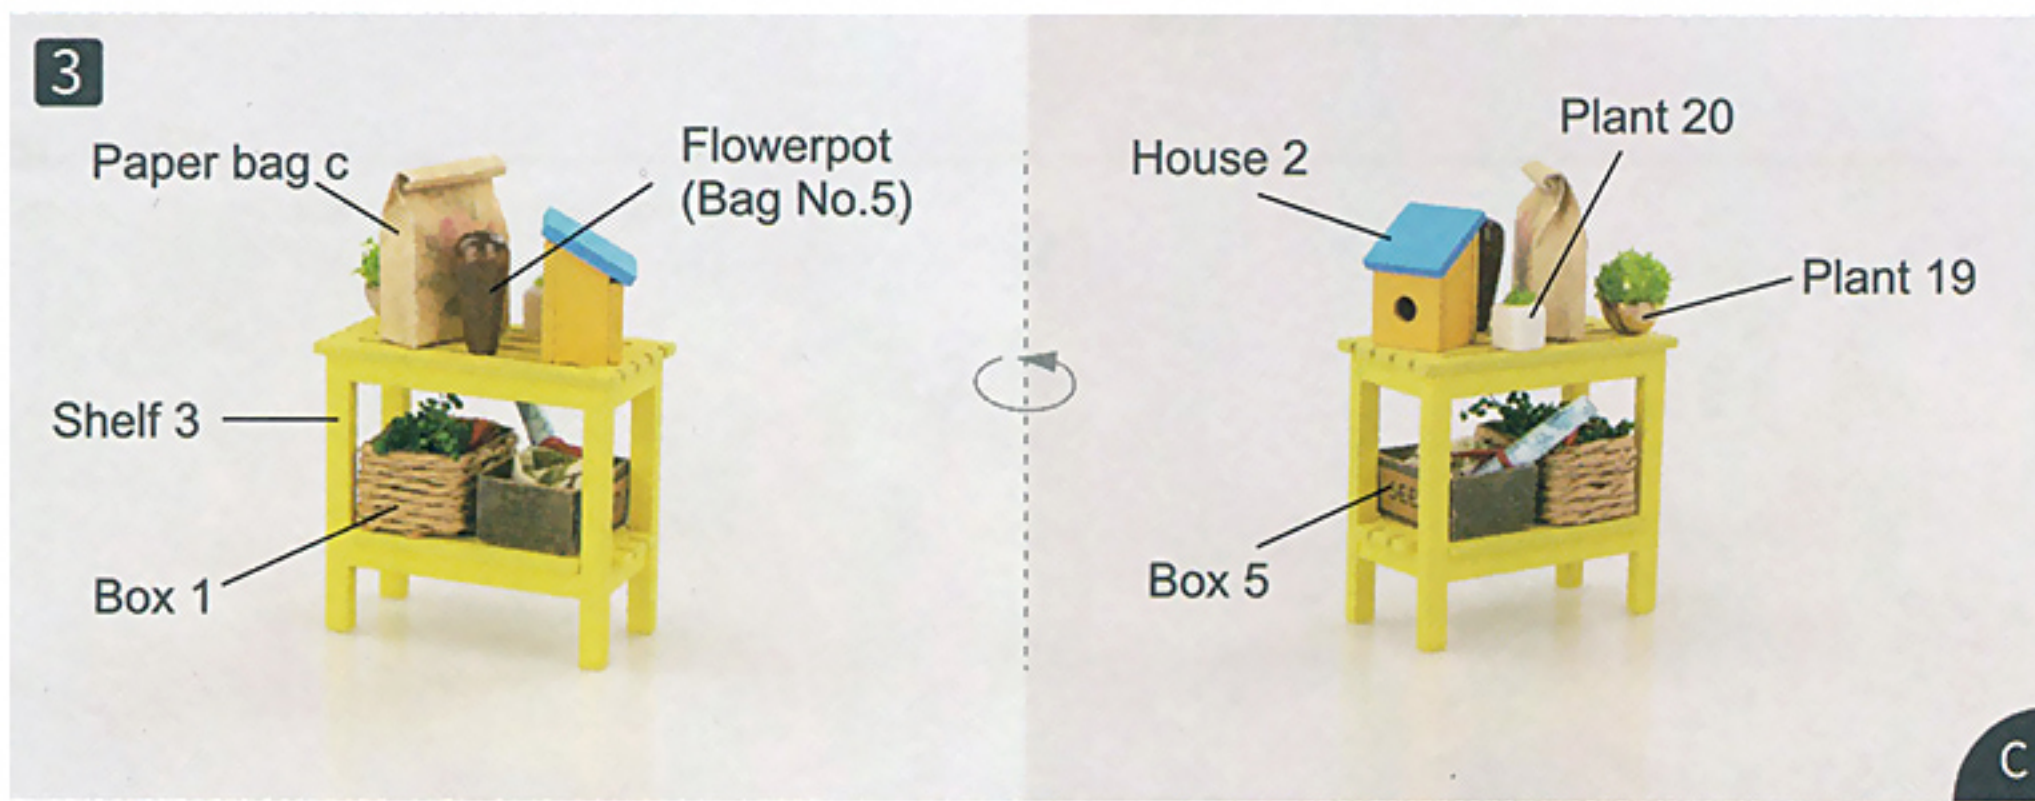 3
Paper bag c
Flowerpot
(Bag No.5)
Shelf 3
Box 1
Plant 20
House 2
Plant 19
SEE
Box 5
C